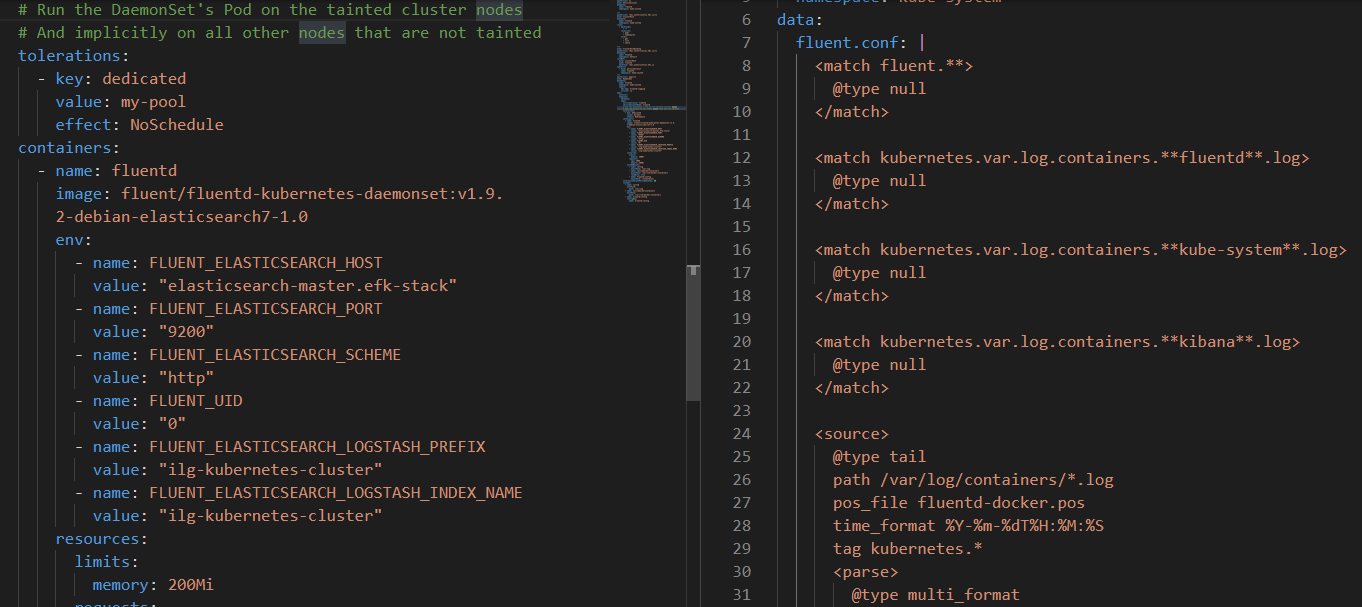 # Run the DaemonSet's Pod on the tainted cluster nodes
# And implicitly on all other nodes that are not tainted
tolerations:
- key: dedicated
value: my-pool
effect: NoSchedule
containers:
- name: fluentd
image: fluent/fluentd-kubernetes-daemonset:v1.9.
2-debian-elasticsearch7-1.0
env:
- name: FLUENT_ELASTICSEARCH_HOST
value: "elasticsearch-master.efk-stack"
- name: FLUENT_ELASTICSEARCH_PORT
value: "9200"
- name: FLUENT_ELASTICSEARCH_SCHEME
value: "http"
- name: FLUENT_UID
value: "0"
- name: FLUENT_ELASTICSEARCH_LOGSTASH_PREFIX
value: "ilg-kubernetes-cluster"
- name: FLUENT_ELASTICSEARCH_LOGSTASH_INDEX_NAME
value: "ilg-kubernetes-cluster"
resources:
limits:
memory: 200Mi
requests:
5 namespace: kube-system
6 data:
7 fluent.conf: |
8 <match fluent.**>
9 @type null
10 </match>
11
12 <match kubernetes.var.log.containers.**fluentd**.log>
13 @type null
14 </match>
15
16 <match kubernetes.var.log.containers.**kube-system**.log>
17 @type null
18 </match>
19
20 <match kubernetes.var.log.containers.**kibana**.log>
21 @type null
22 </match>
23
24 <source>
25 @type tail
26 path /var/log/containers/*.log
27 pos_file fluentd-docker.pos
28 time_format %Y-%m-%dT%H:%M:%S
29 tag kubernetes.*
30 <parse>
31 @type multi_format